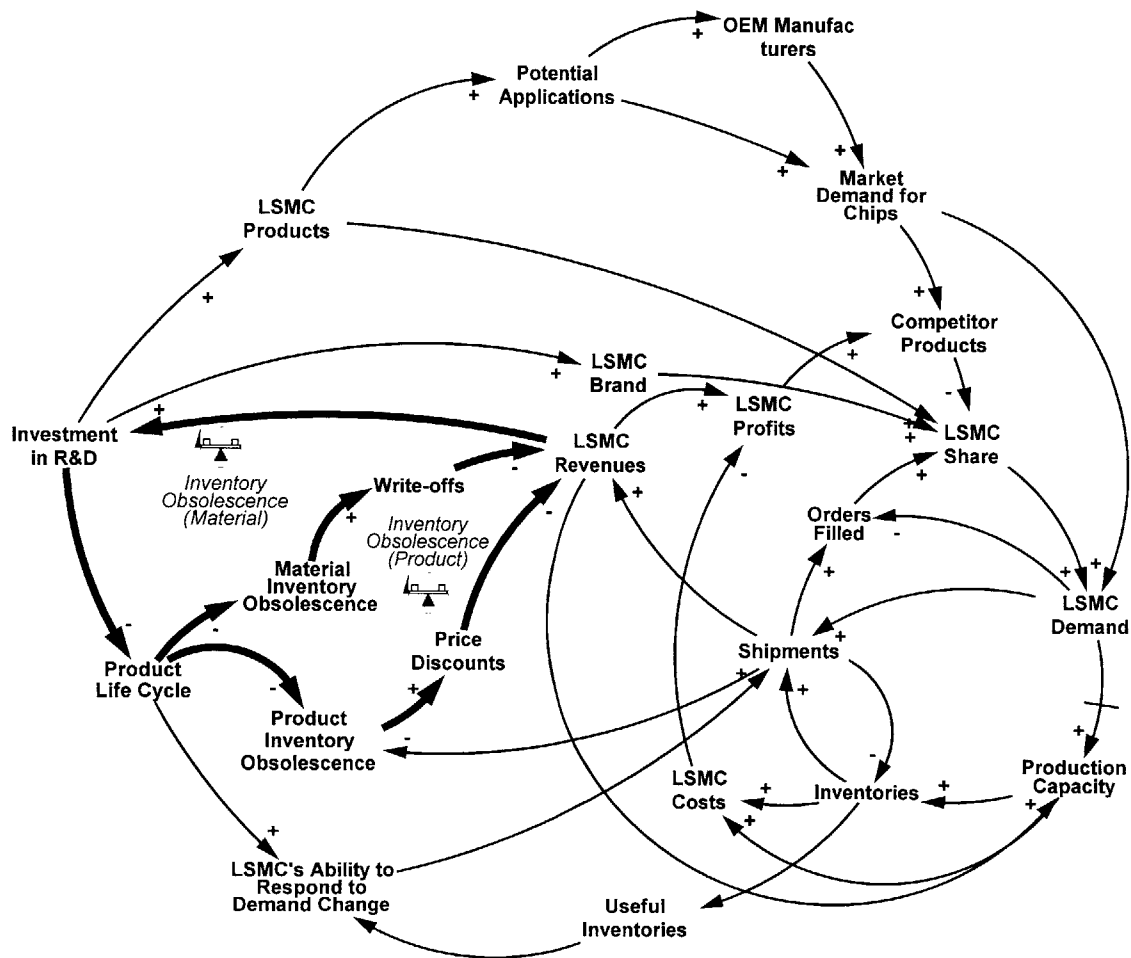 OEM Manufac
turers
Potential
Applications
+
+
+
+
Market
Demand for
Chips
LSMC
Products
+
+
Competitor
Products
+
LSMC
Brand
+
-
+
LSMC
Profits
+
+
+
LSMC
Share
+
Investment
in R&D
LSMC
Revenues
-
-
-
+
Inventory
Obsolescence
(Material)
Write-offs
+
Inventory
Obsolescence
(Product)
Orders
Filled
-
+
+
+
Material
Inventory
Obsolescence
LSMC
Demand
-
-
Price
Discounts
Shipments
+
+
+
Product
Life Cycle
-
+
Product
Inventory
Obsolescence
-
-
+
LSMC
Costs
+
+
Inventories
+
Production
Capacity
+
+
LSMC's Ability to
Respond to
Demand Change
Useful
Inventories